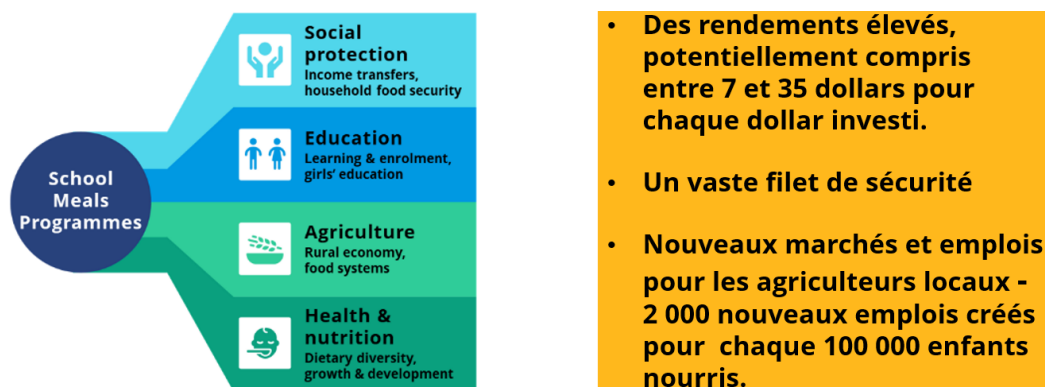 School
Meals
Programmes
Social
protection
Income transfers,
household food security
Education
Learning & enrolment,
girls' education
Agriculture
Rural economy,
food systems
Health &
nutrition
Dietary diversity,
growth & development
• Des rendements élevés,
potentiellement compris
entre 7 et 35 dollars pour
chaque dollar investi.
• Un vaste filet de sécurité
• Nouveaux marchés et emplois
pour les agriculteurs locaux -
2 000 nouveaux emplois créés
pour chaque 100 000 enfants
nourris.